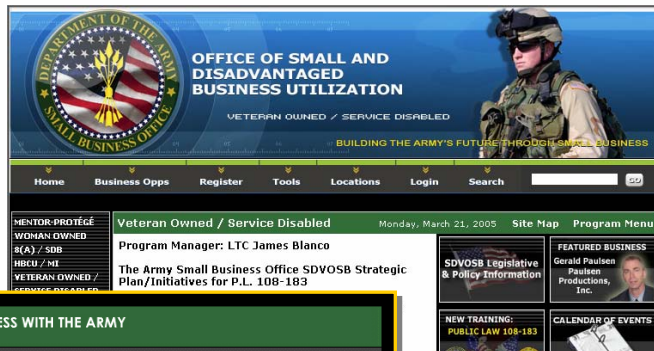 DEPARTMENT OF THE ARMY
SMALL BUSINESS OFFICE
OFFICE OF SMALL AND
DISADVANTAGED
BUSINESS UTILIZATION
VETERAN OWNED / SERVICE DISABLED
BUILDING THE ARMY'S FUTURE THROUGH SMALL BUSINESS
Home Business Opps Register Tools Locations Login Search GO
MENTOR-PROTÉGÉ
WOMAN OWNED
8(A) / SDB
HBCU / MI
VETERAN OWNED /
SERVICE DISABLED
Veteran Owned / Service Disabled Monday, March 21, 2005 Site Map Program Menu
Program Manager: LTC James Blanco
The Army Small Business Office SDVOSB Strategic
Plan/Initiatives for P.L. 108-183
SDVOSB Legislative
& Policy Information
FEATURED BUSINESS
Gerald Paulsen
Paulsen
Productions,
Inc.
NEW TRAINING:
PUBLIC LAW 108-183
CALENDAR OF EVENTS
ESS WITH THE ARMY